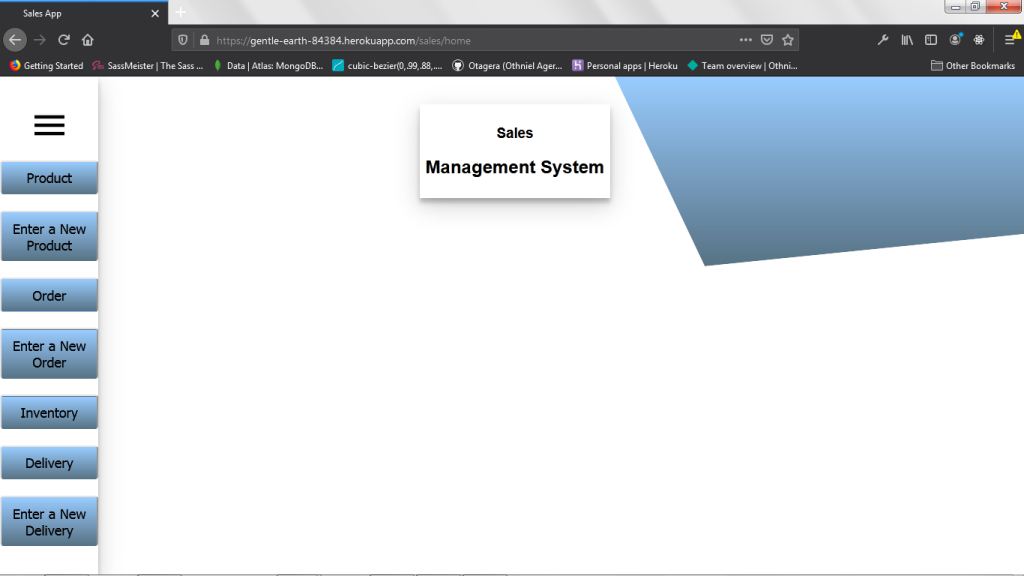 Sales App
https://gentle-earth-84384.herokuapp.com/sales/home
Getting Started
SassMeister | The Sass ...
Data | Atlas: MongoDB...
cubic-bezier(0,.99,.88,....
Otagera (Othniel Ager...
Personal apps | Heroku
Team overview | Othni...
Other Bookmarks
Sales
Management System
Product
Enter a New
Product
Order
Enter a New
Order
Inventory
Delivery
Enter a New
Delivery